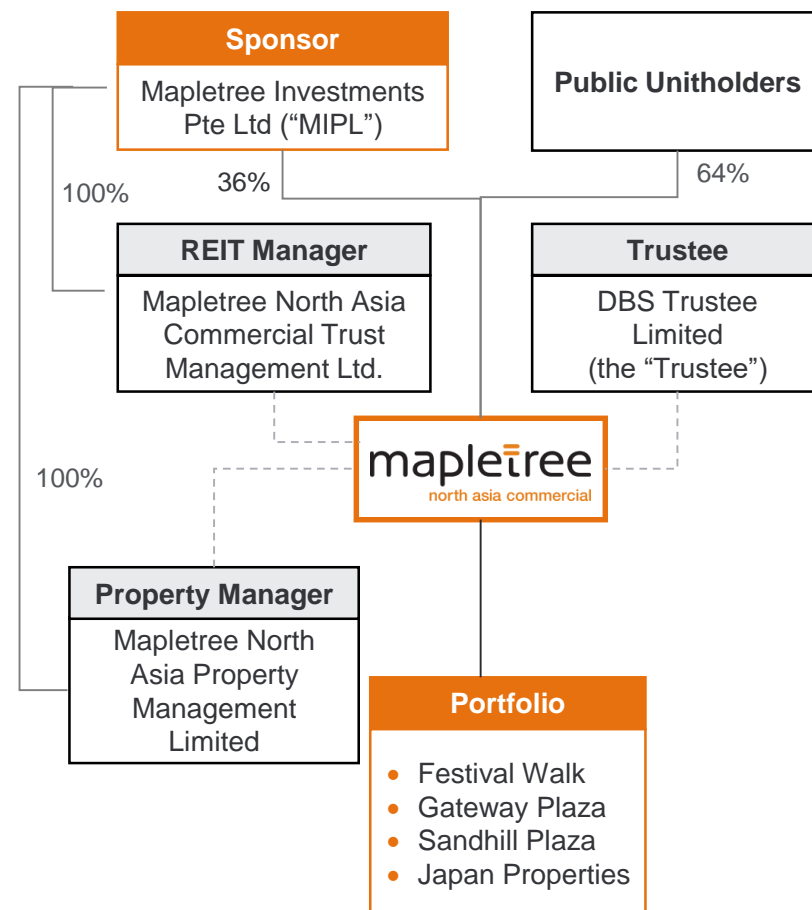 Sponsor
Mapletree Investments
Pte Ltd (“MIPL”)
Public Unitholders
36%
64%
100%
REIT Manager
Mapletree North Asia
Commercial Trust
Management Ltd.
Trustee
DBS Trustee
Limited
(the “Trustee”)
mapletree
north asia commercial
100%
Property Manager
Mapletree North
Asia Property
Management
Limited
Portfolio
• Festival Walk
• Gateway Plaza
• Sandhill Plaza
• Japan Properties